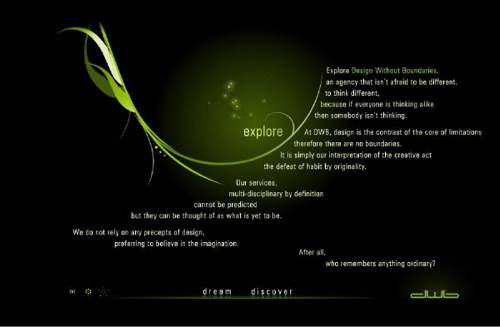 Explore Design Without Boundaries,
an agency that isn't afraid to be different,
to think different,
because if everyone is thinking alike
then somebody isn't thinking.
explore
At DWB, design is the contrast of the core of limitations
therefore there are no boundaries.
It is simply our interpretation of the creative act
the defeat of habit by originality.
Our services,
multi-disciplinary by definition
cannot be predicted
but they can be thought of as what is yet to be.
We do not rely on any precepts of design,
preferring to believe in the imagination.
After all,
who remembers anything ordinary?
dream discover
dwb